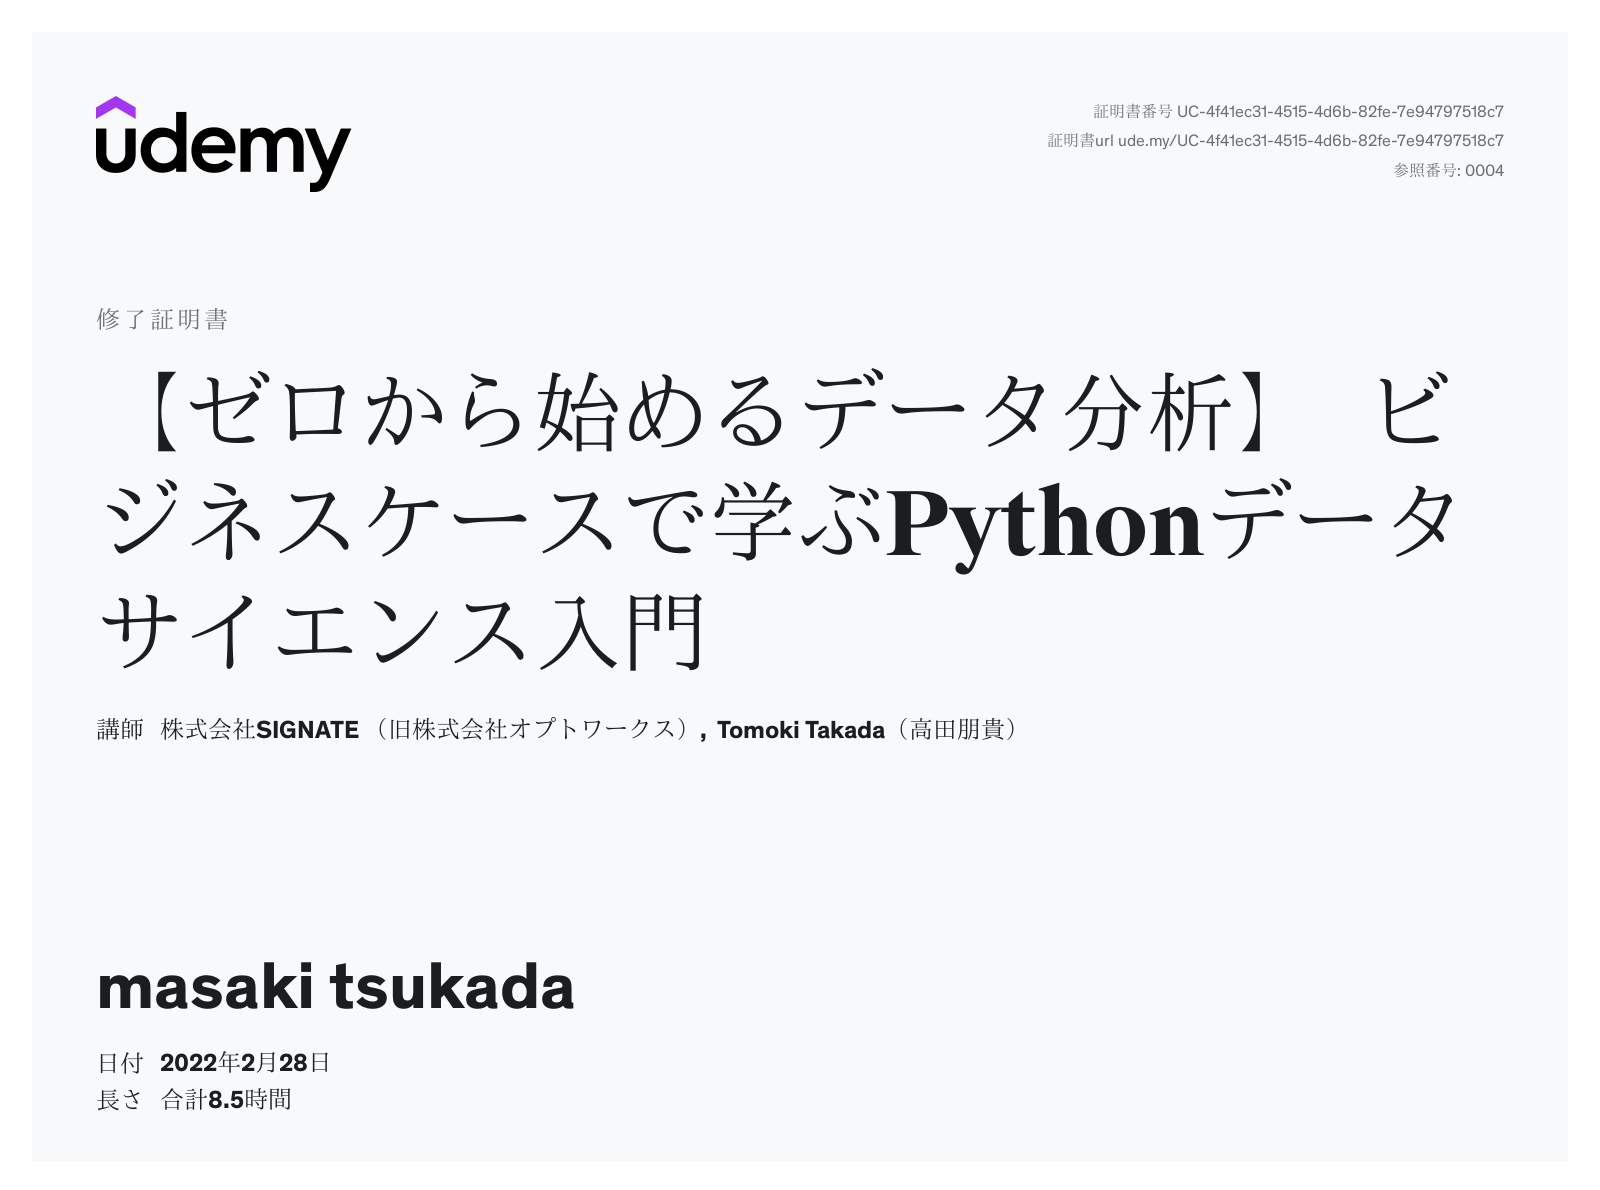 udemy
証明書番号 UC-4f41ec31-4515-4d6b-82fe-7e94797518c7
証明書url ude.my/UC-4f41ec31-4515-4d6b-82fe-7e94797518c7
参照番号: 0004
修了証明書
【ゼロから始めるデータ分析】 ビ
ジネスケースで学ぶPythonデータ
サイエンス入門
講師 株式会社SIGNATE （旧株式会社オプトワークス）, Tomoki Takada（高田朋貴）
masaki tsukada
日付 2022年2月28日
長さ 合計8.5時間